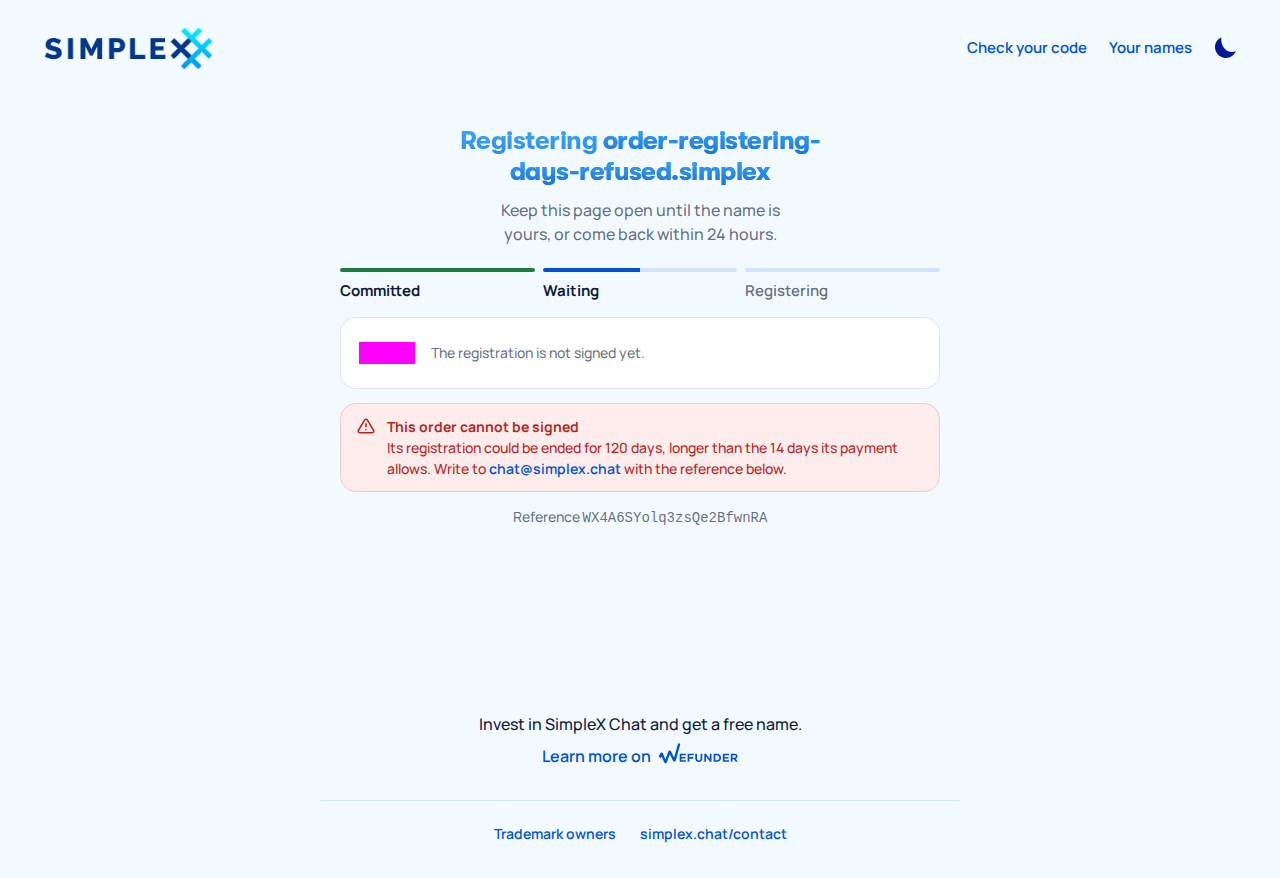 SIMPLEX
Check your code
Your names
Registering order-registering-
days-refused.simplex
Keep this page open until the name is
yours, or come back within 24 hours.
Committed
Waiting
Registering
The registration is not signed yet.
This order cannot be signed
Its registration could be ended for 120 days, longer than the 14 days its payment
allows. Write to chat@simplex.chat with the reference below.
Reference WX4A6SYolq3zsQe2BfwnRA
Invest in SimpleX Chat and get a free name.
Learn more on WEFUNDER
Trademark owners
simplex.chat/contact